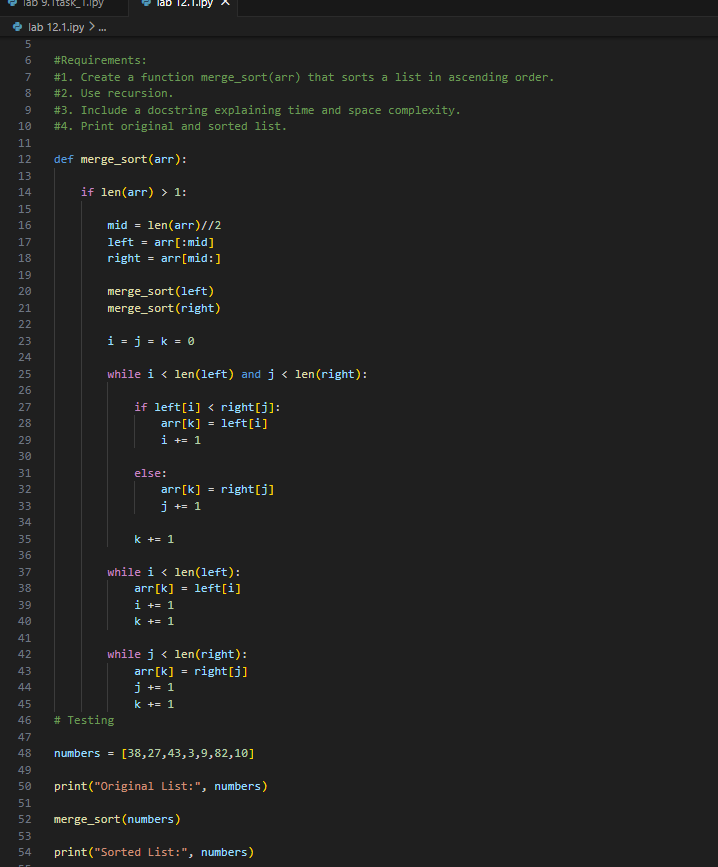 lab 9.1task_1.ipy lab 12.1.ipy
lab 12.1.ipy > ...
5
6 #Requirements:
7 #1. Create a function merge_sort(arr) that sorts a list in ascending order.
8 #2. Use recursion.
9 #3. Include a docstring explaining time and space complexity.
10 #4. Print original and sorted list.
11
12 def merge_sort(arr):
13
14     if len(arr) > 1:
15
16         mid = len(arr)//2
17         left = arr[:mid]
18         right = arr[mid:]
19
20         merge_sort(left)
21         merge_sort(right)
22
23         i = j = k = 0
24
25         while i < len(left) and j < len(right):
26
27             if left[i] < right[j]:
28                 arr[k] = left[i]
29                 i += 1
30
31             else:
32                 arr[k] = right[j]
33                 j += 1
34
35             k += 1
36
37         while i < len(left):
38             arr[k] = left[i]
39             i += 1
40             k += 1
41
42         while j < len(right):
43             arr[k] = right[j]
44             j += 1
45             k += 1
46 # Testing
47
48 numbers = [38,27,43,3,9,82,10]
49
50 print("Original List:", numbers)
51
52 merge_sort(numbers)
53
54 print("Sorted List:", numbers)